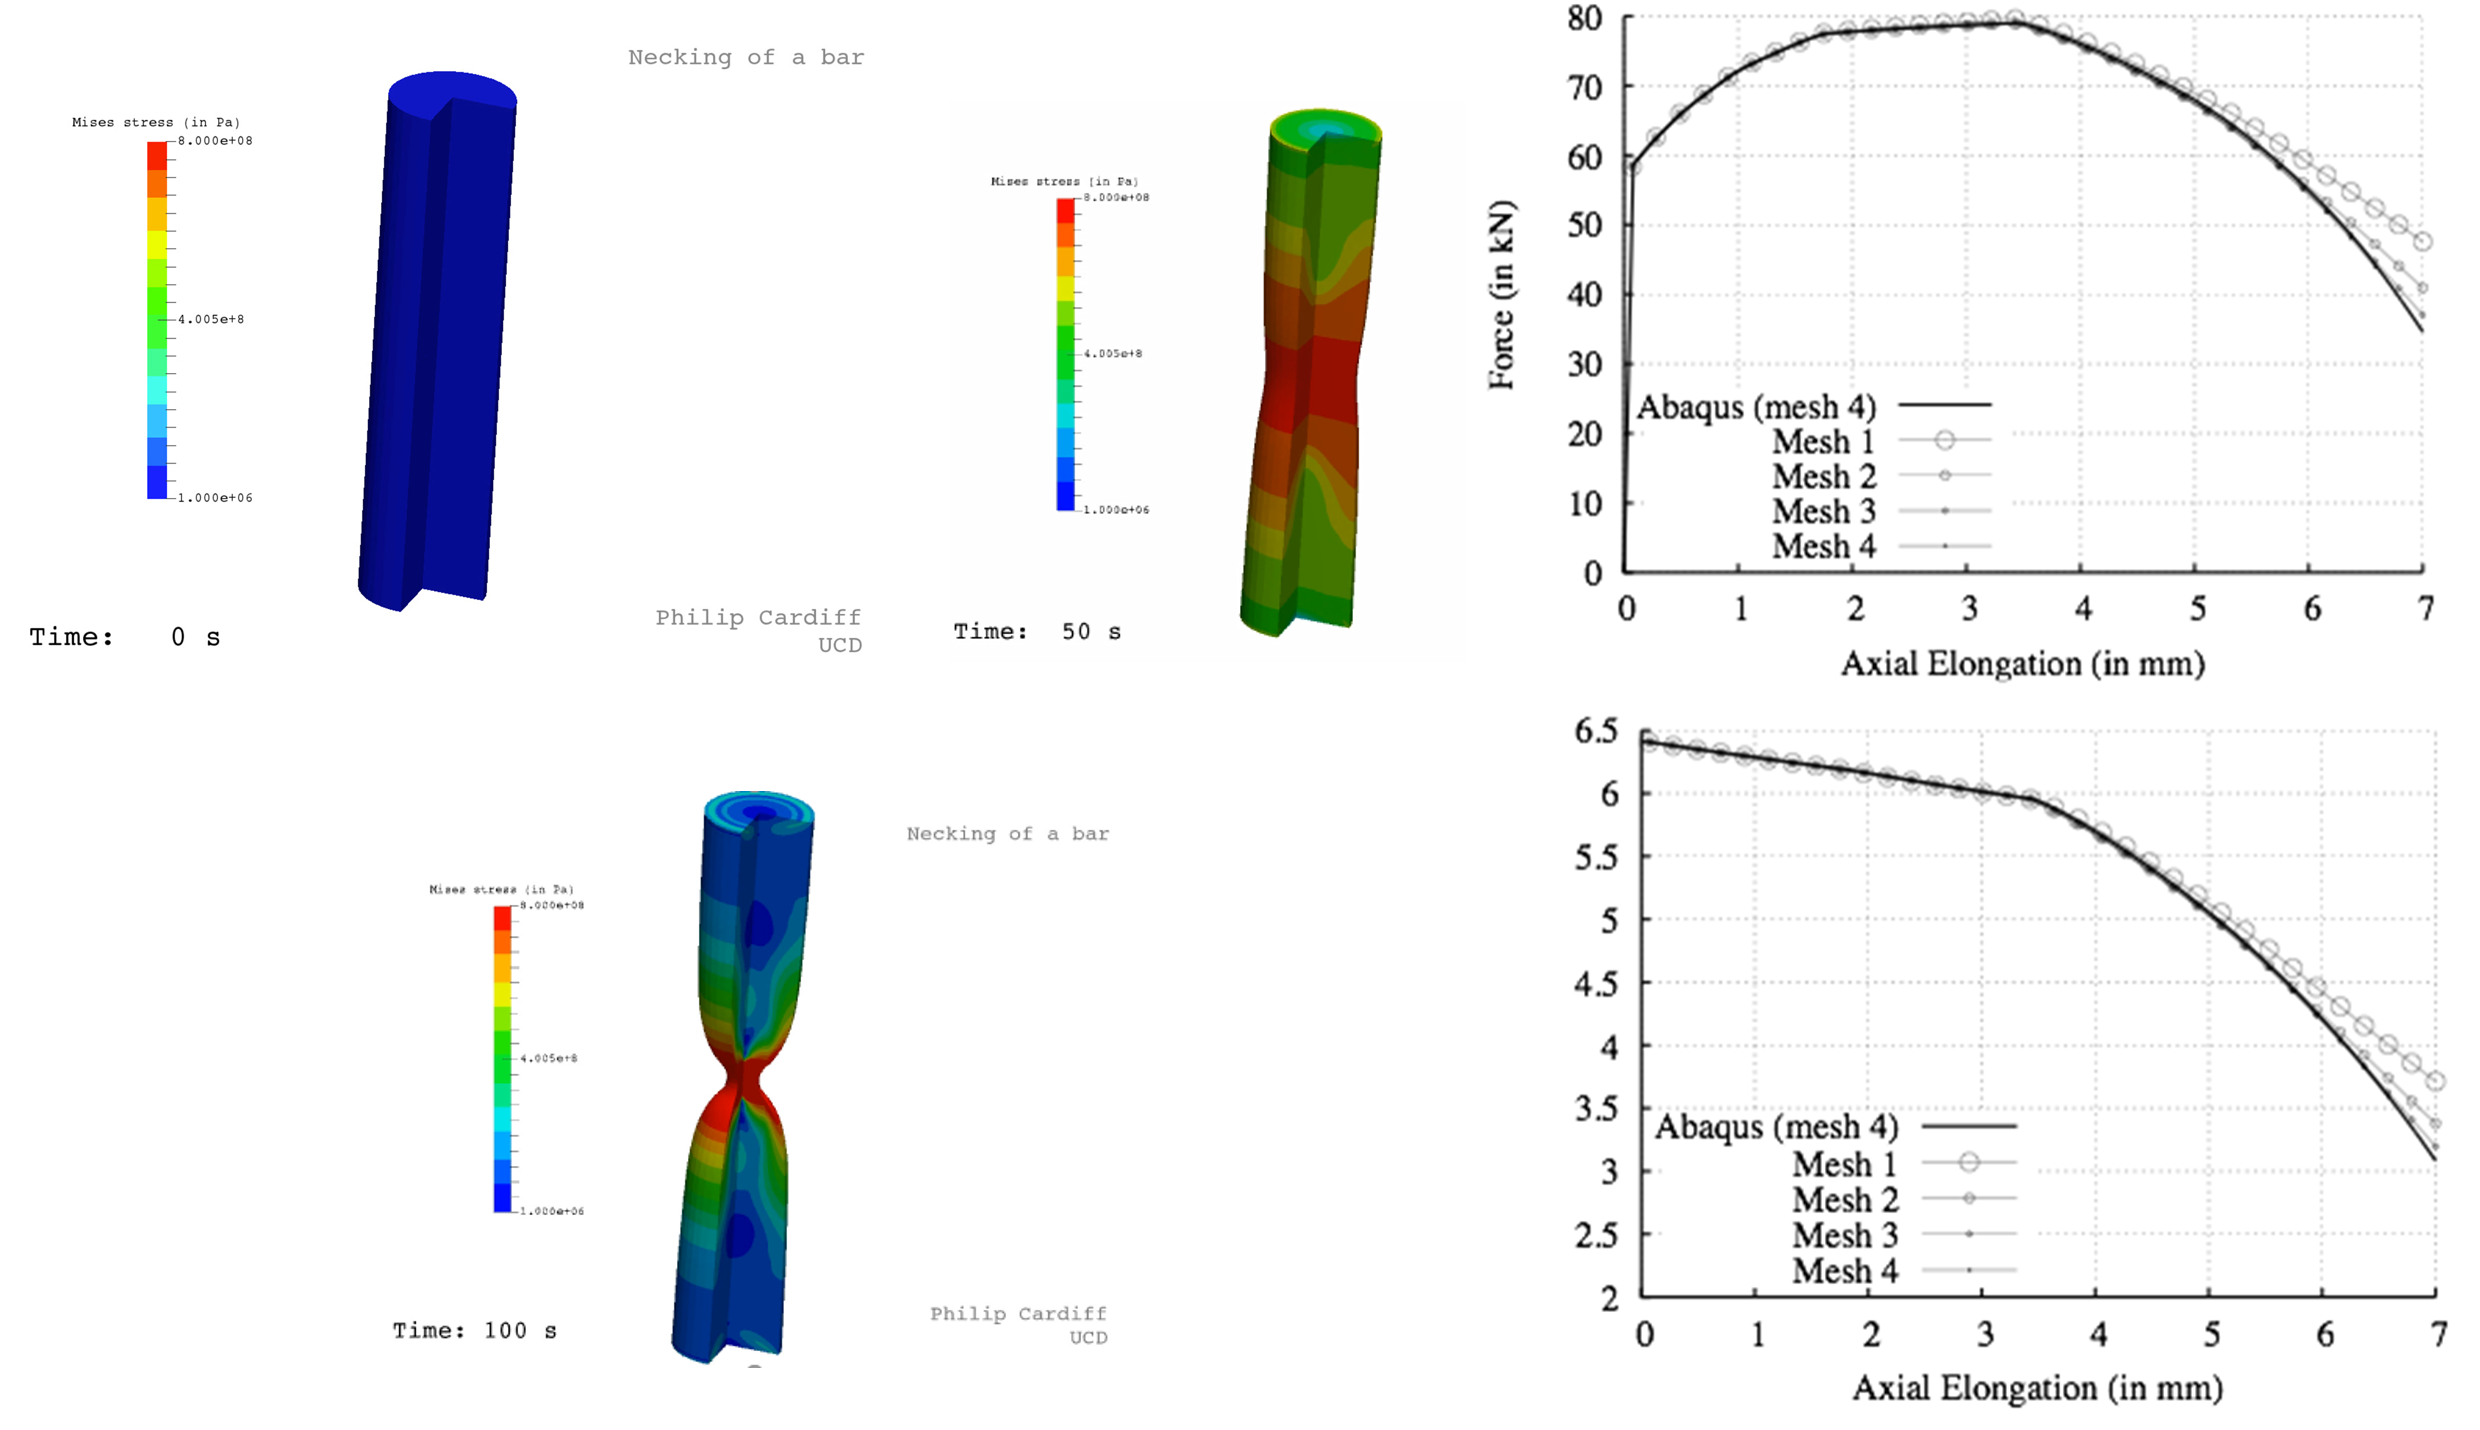 Necking of a bar
Mises stress (in Pa)
8.000e+08
4.005e+8
1.000e+06
Time: 0 s
Philip Cardiff
UCD
Mises stress (in Pa)
8.000e+08
4.005e+8
1.000e+06
Time: 50 s
80
70
60
50
40
30
20
10
0
Force (in kN)
Abaqus (mesh 4)
Mesh 1
Mesh 2
Mesh 3
Mesh 4
0 1 2 3 4 5 6 7
Axial Elongation (in mm)
Necking of a bar
Mises stress (in Pa)
8.000e+08
4.005e+8
1.000e+06
Time: 100 s
Philip Cardiff
UCD
6.5
6
5.5
5
4.5
4
3.5
3
2.5
2
Abaqus (mesh 4)
Mesh 1
Mesh 2
Mesh 3
Mesh 4
0 1 2 3 4 5 6 7
Axial Elongation (in mm)